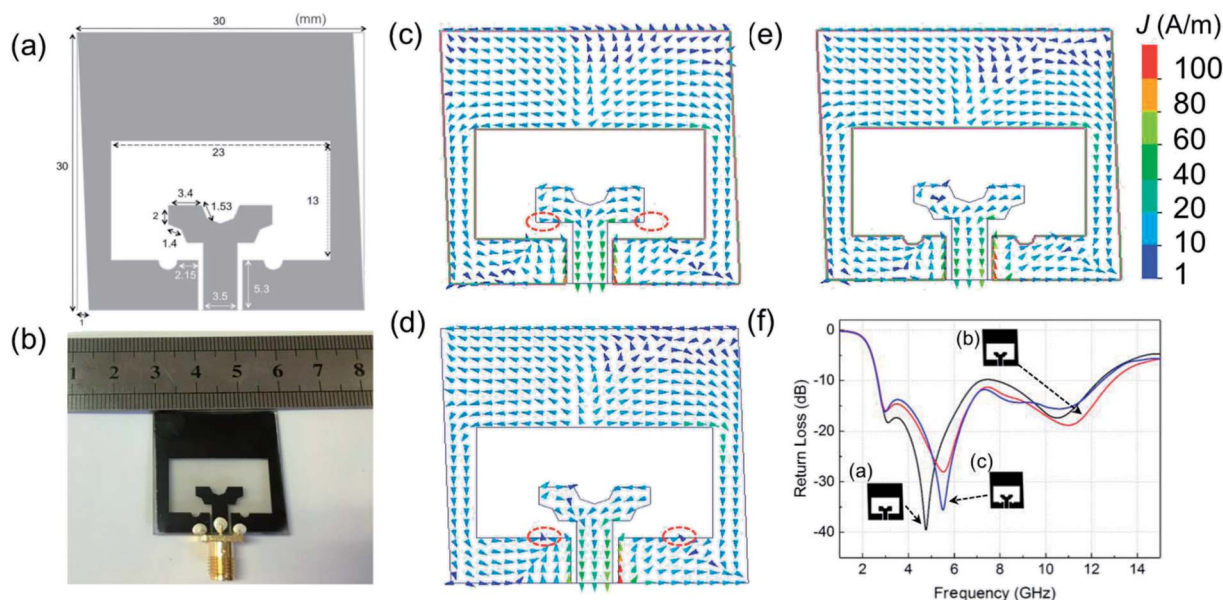 (a)
30
(mm)
30
23
13
3.4
1.53
2
1.4
2.15
3.5
5.3
1
(b)
1 2 3 4 5 6 7 8
(c)
(d)
(e)
J (A/m)
100
80
60
40
20
10
1
(f)
0
-10
-20
-30
-40
Return Loss (dB)
(b)
(a)
(c)
2 4 6 8 10 12 14
Frequency (GHz)